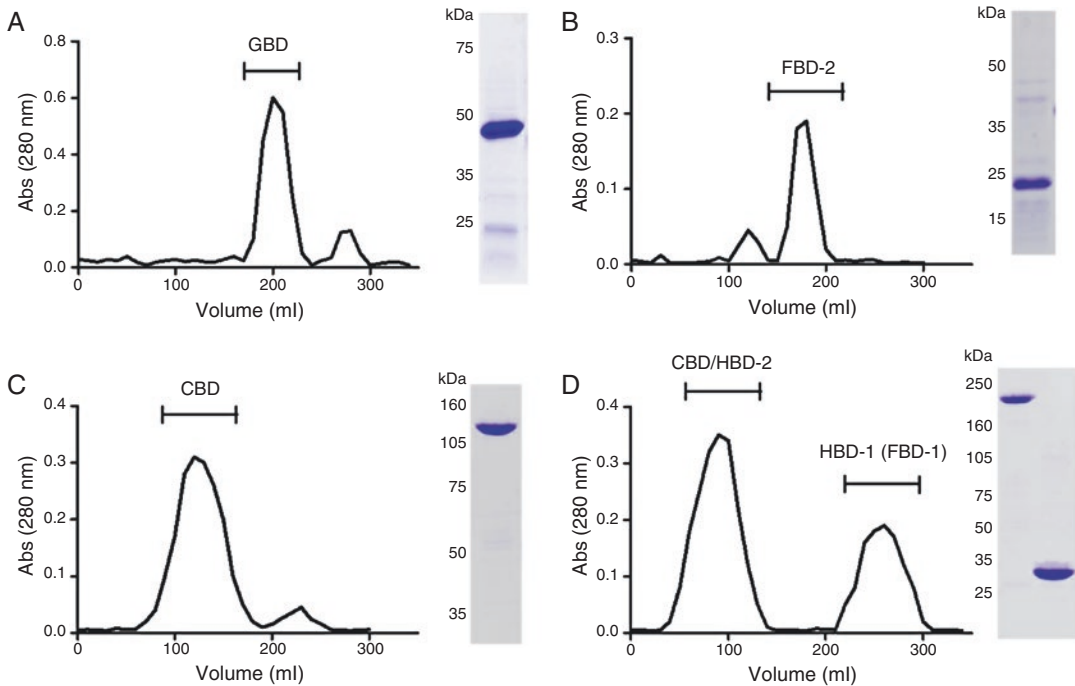 A
GBD
0.8
0.6
0.4
0.2
0.0
Abs (280 nm)
0
100
200
300
Volume (ml)
kDa
75
50
35
25
B
FBD-2
0.3
0.2
0.1
0.0
Abs (280 nm)
0
100
200
300
Volume (ml)
kDa
50
35
25
15
C
CBD
0.4
0.3
0.2
0.1
0.0
Abs (280 nm)
0
100
200
300
Volume (ml)
kDa
160
105
75
50
35
D
CBD/HBD-2
HBD-1 (FBD-1)
0.4
0.3
0.2
0.1
0.0
Abs (280 nm)
0
100
200
300
Volume (ml)
kDa
250
160
105
75
50
35
25